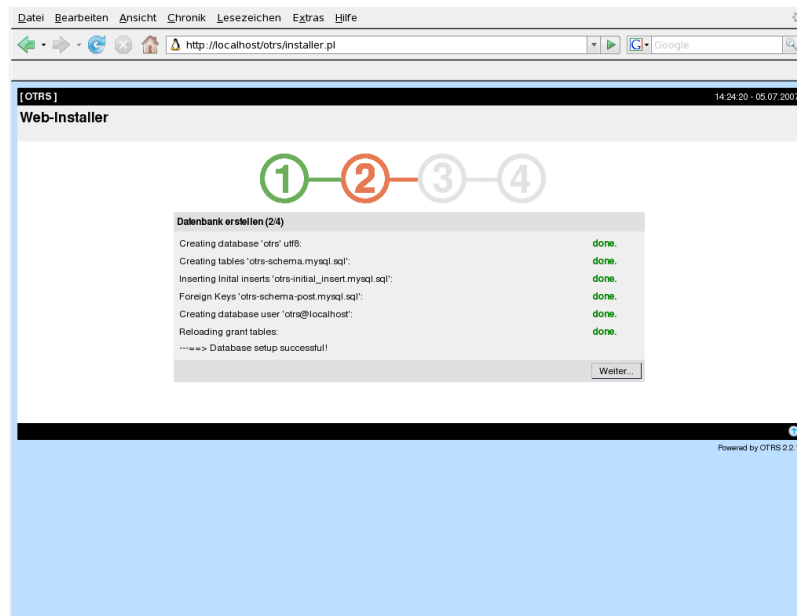 Datei Bearbeiten Ansicht Chronik Lesezeichen Extras Hilfe
http://localhost/otrs/installer.pl
G Google
[ OTRS ]
14:24:20 - 05.07.2007
Web-Installer
1 2 3 4
Datenbank erstellen (2/4)
Creating database 'otrs' utf8: done.
Creating tables 'otrs-schema.mysql.sql': done.
Inserting Inital inserts 'otrs-initial_insert.mysql.sql': done.
Foreign Keys 'otrs-schema-post.mysql.sql': done.
Creating database user 'otrs@localhost': done.
Reloading grant tables: done.
---==> Database setup successful!
Weiter...
Powered by OTRS 2.2.